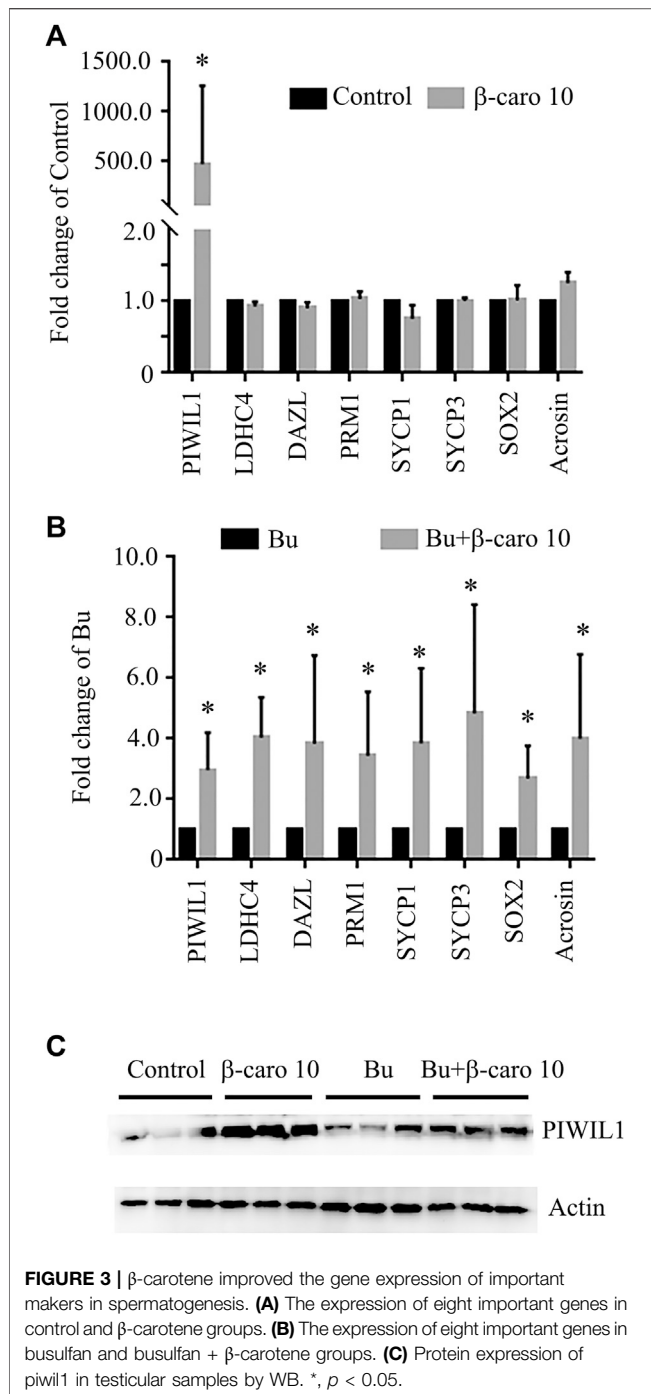 A
1500.0
1000.0
500.0
2.0
1.0
0
Fold change of Control
*
Control
β-caro 10
PIWIL1
LDHC4
DAZL
PRM1
SYCP1
SYCP3
SOX2
Acrosin
B
Bu
Bu+β-caro 10
10.0
8.0
6.0
4.0
2.0
0
Fold change of Bu
* * * * * * * *
PIWIL1
LDHC4
DAZL
PRM1
SYCP1
SYCP3
SOX2
Acrosin
C
Control β-caro 10 Bu Bu+β-caro 10
PIWIL1
Actin
FIGURE 3 | β-carotene improved the gene expression of important
makers in spermatogenesis. (A) The expression of eight important genes in
control and β-carotene groups. (B) The expression of eight important genes in
busulfan and busulfan + β-carotene groups. (C) Protein expression of
piwil1 in testicular samples by WB. *, p < 0.05.